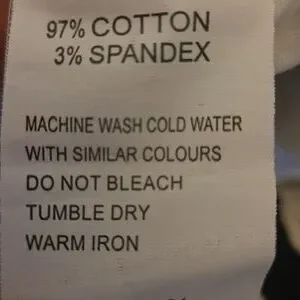 97% COTTON
3% SPANDEX
MACHINE WASH COLD WATER
WITH SIMILAR COLOURS
DO NOT BLEACH
TUMBLE DRY
WARM IRON